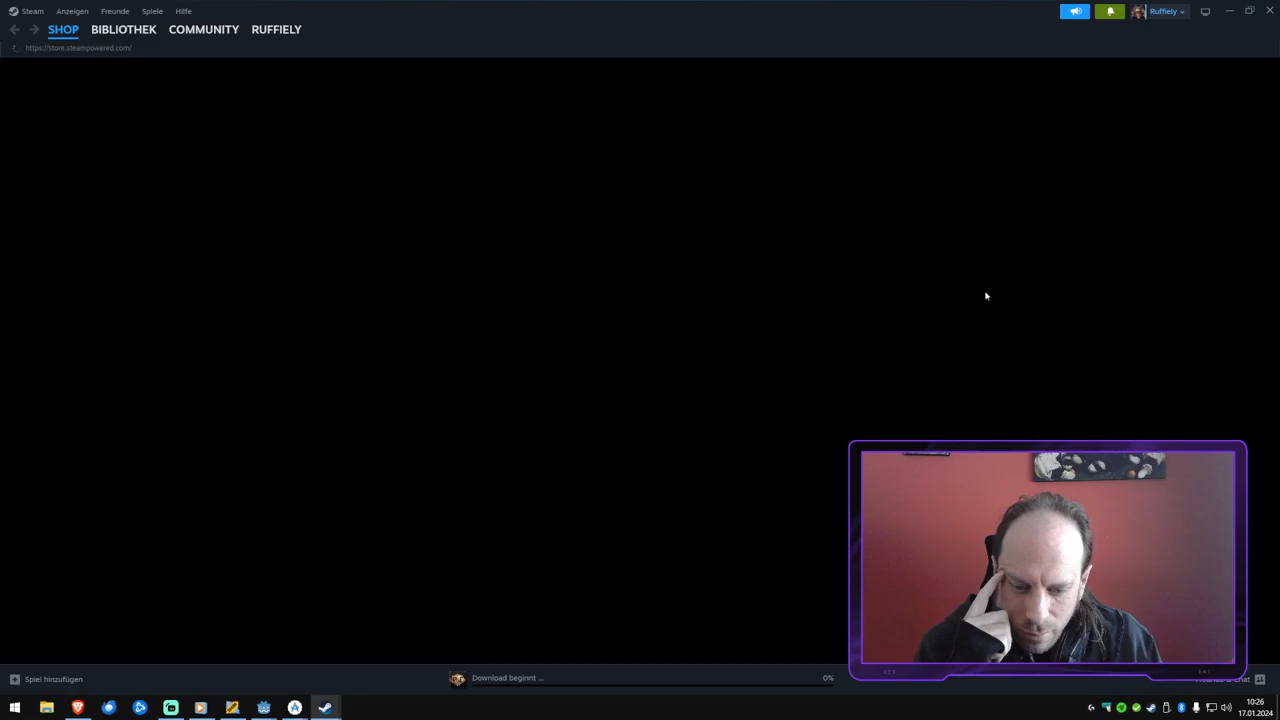 Steam Anzeigen Freunde Spiele Hilfe
Ruffiely
SHOP BIBLIOTHEK COMMUNITY RUFFIELY
https://store.steampowered.com/
Spiel hinzufügen
Download beginnt ...
0%
Chat
10:26
17.01.2024